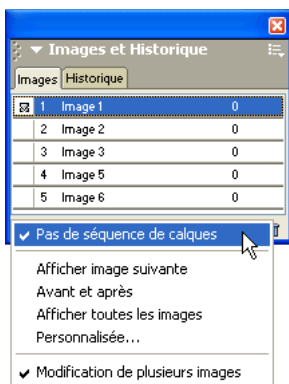 Images et Historique
Images Historique
1 Image 1 0
2 Image 2 0
3 Image 3 0
4 Image 5 0
5 Image 6 0
Pas de séquence de calques
Afficher image suivante
Avant et après
Afficher toutes les images
Personnalisée...
Modification de plusieurs images